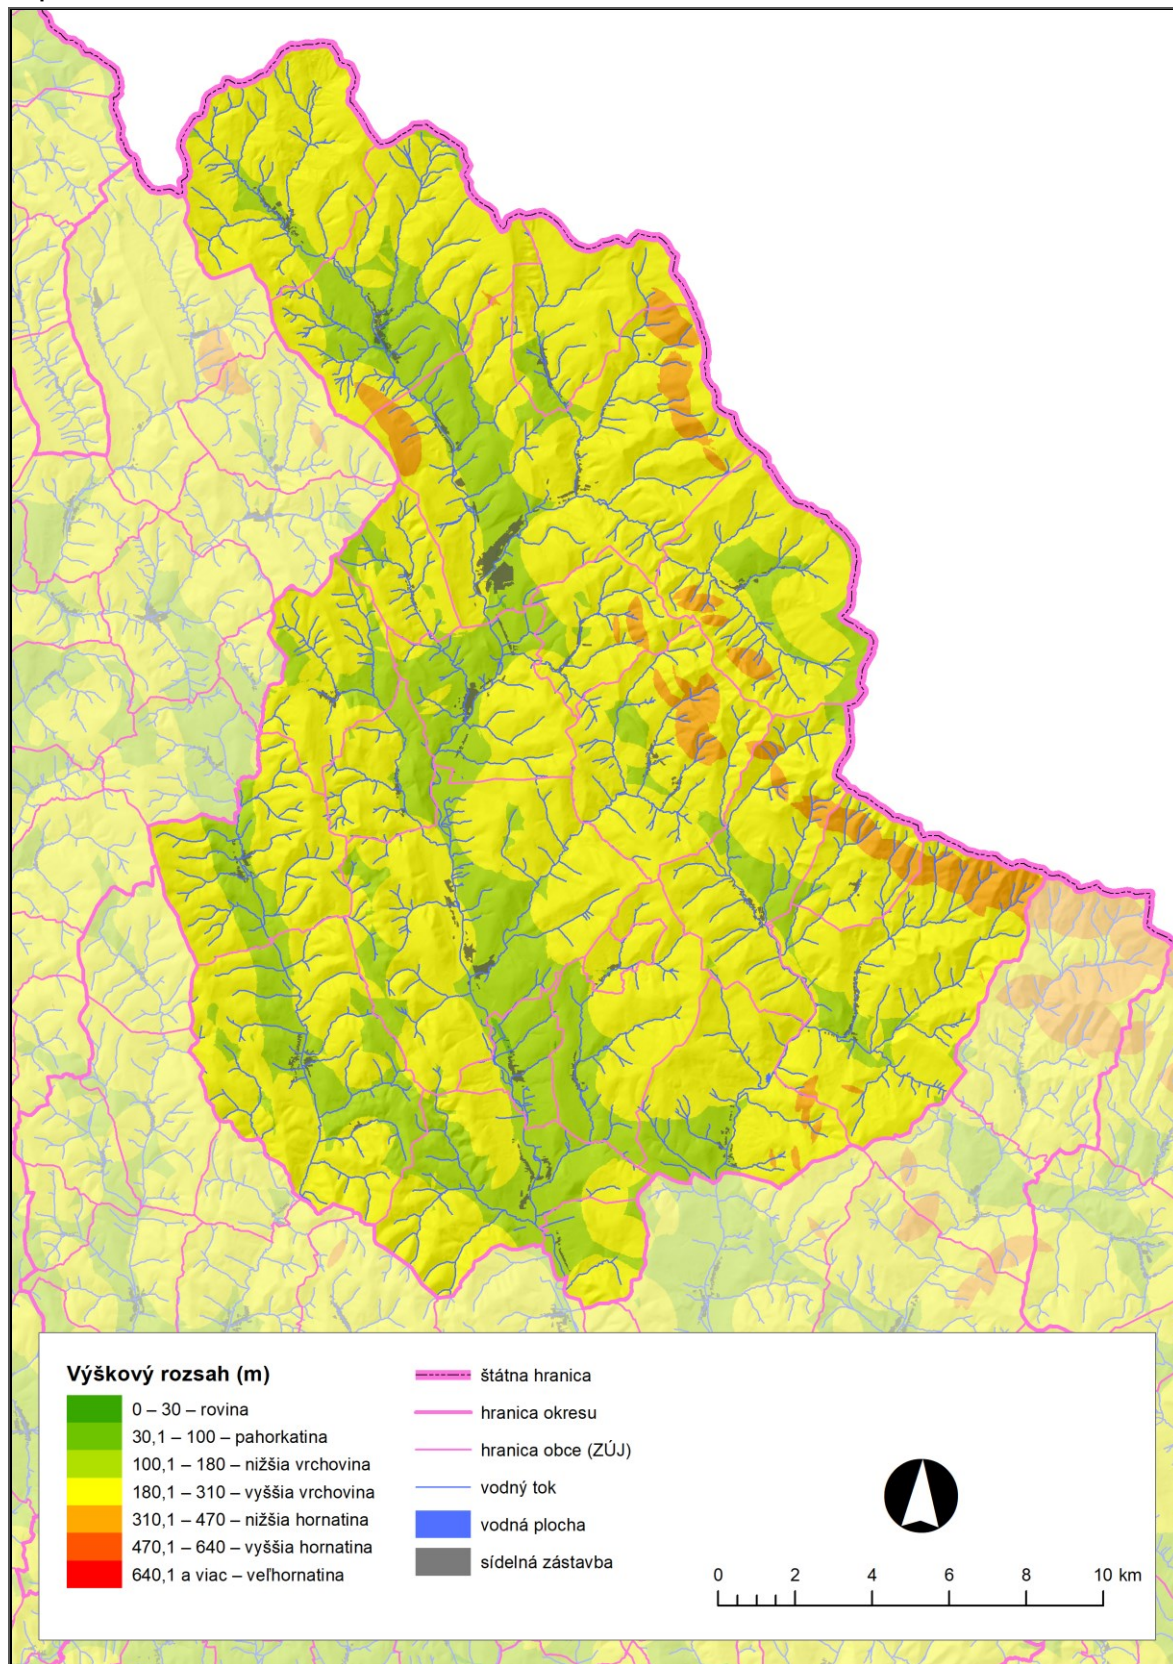 Výškový rozsah (m)
0 – 30 – rovina
30,1 – 100 – pahorkatina
100,1 – 180 – nižšia vrchovina
180,1 – 310 – vyššia vrchovina
310,1 – 470 – nižšia hornatina
470,1 – 640 – vyššia hornatina
640,1 a viac – veľhornatina
štátna hranica
hranica okresu
hranica obce (ZÚJ)
vodný tok
vodná plocha
sídelná zástavba
0 2 4 6 8 10 km